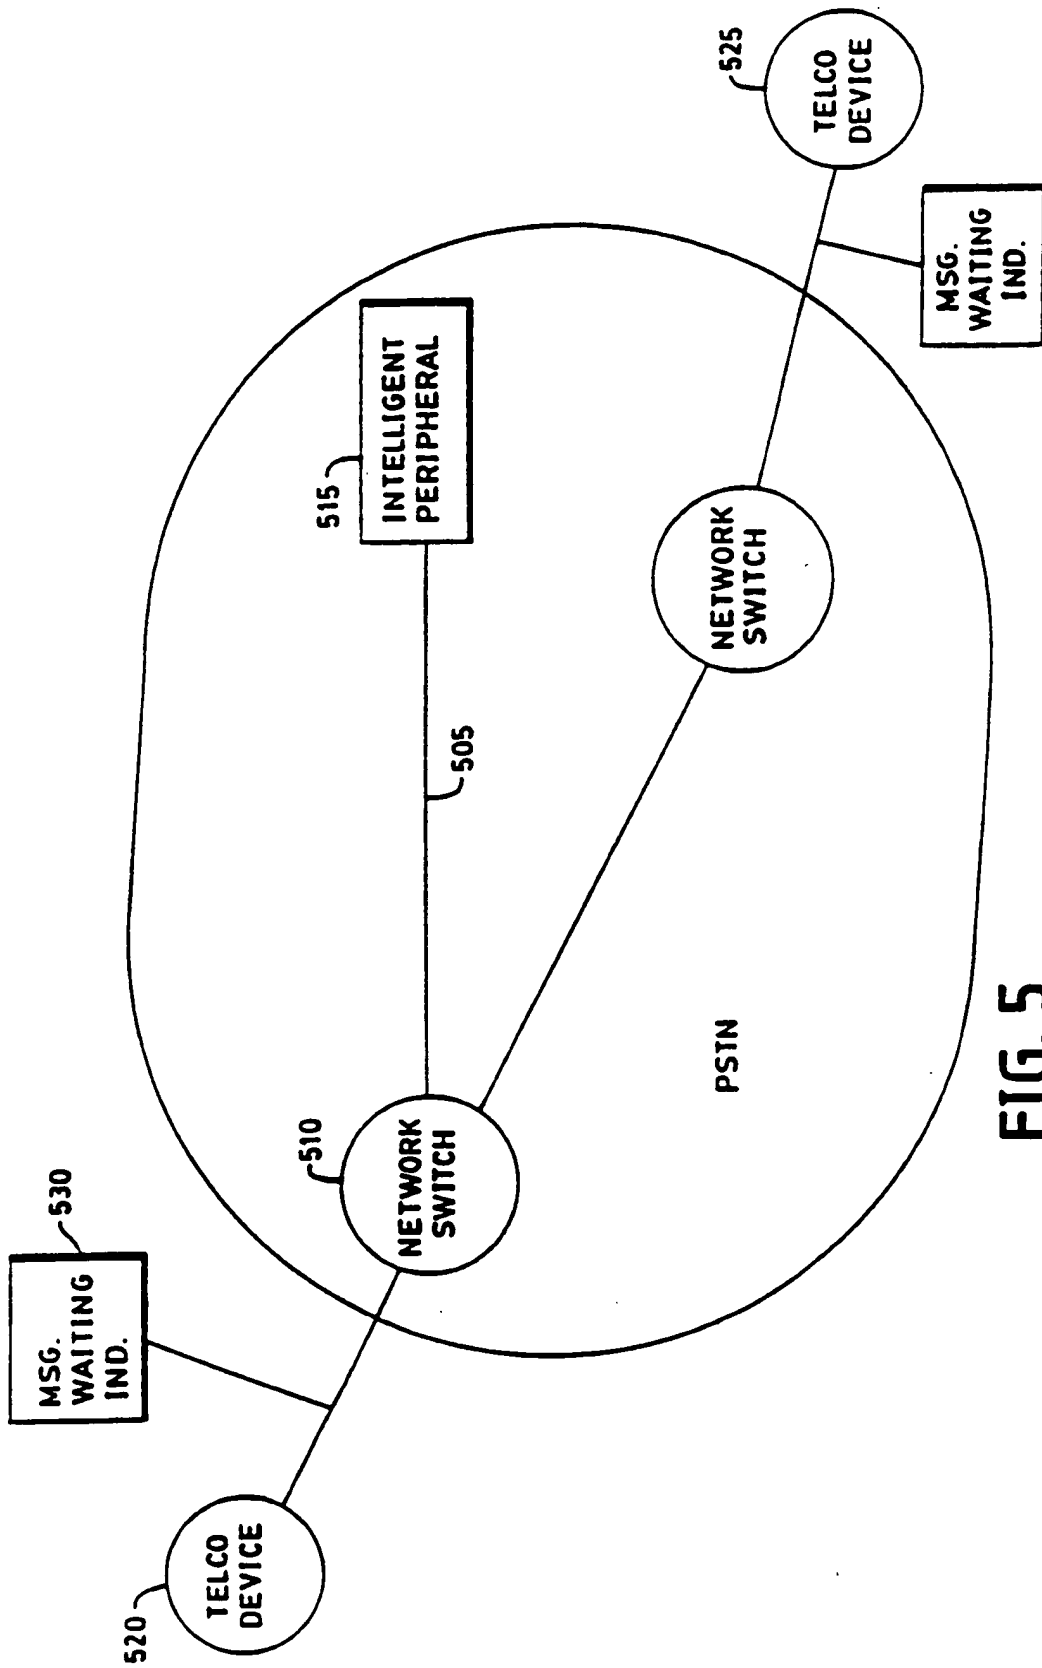 525
TELCO
DEVICE
MSG.
WAITING
IND.
515
INTELLIGENT
PERIPHERAL
NETWORK
SWITCH
505
PSTN
510
NETWORK
SWITCH
530
MSG.
WAITING
IND.
520
TELCO
DEVICE
FIG. 5